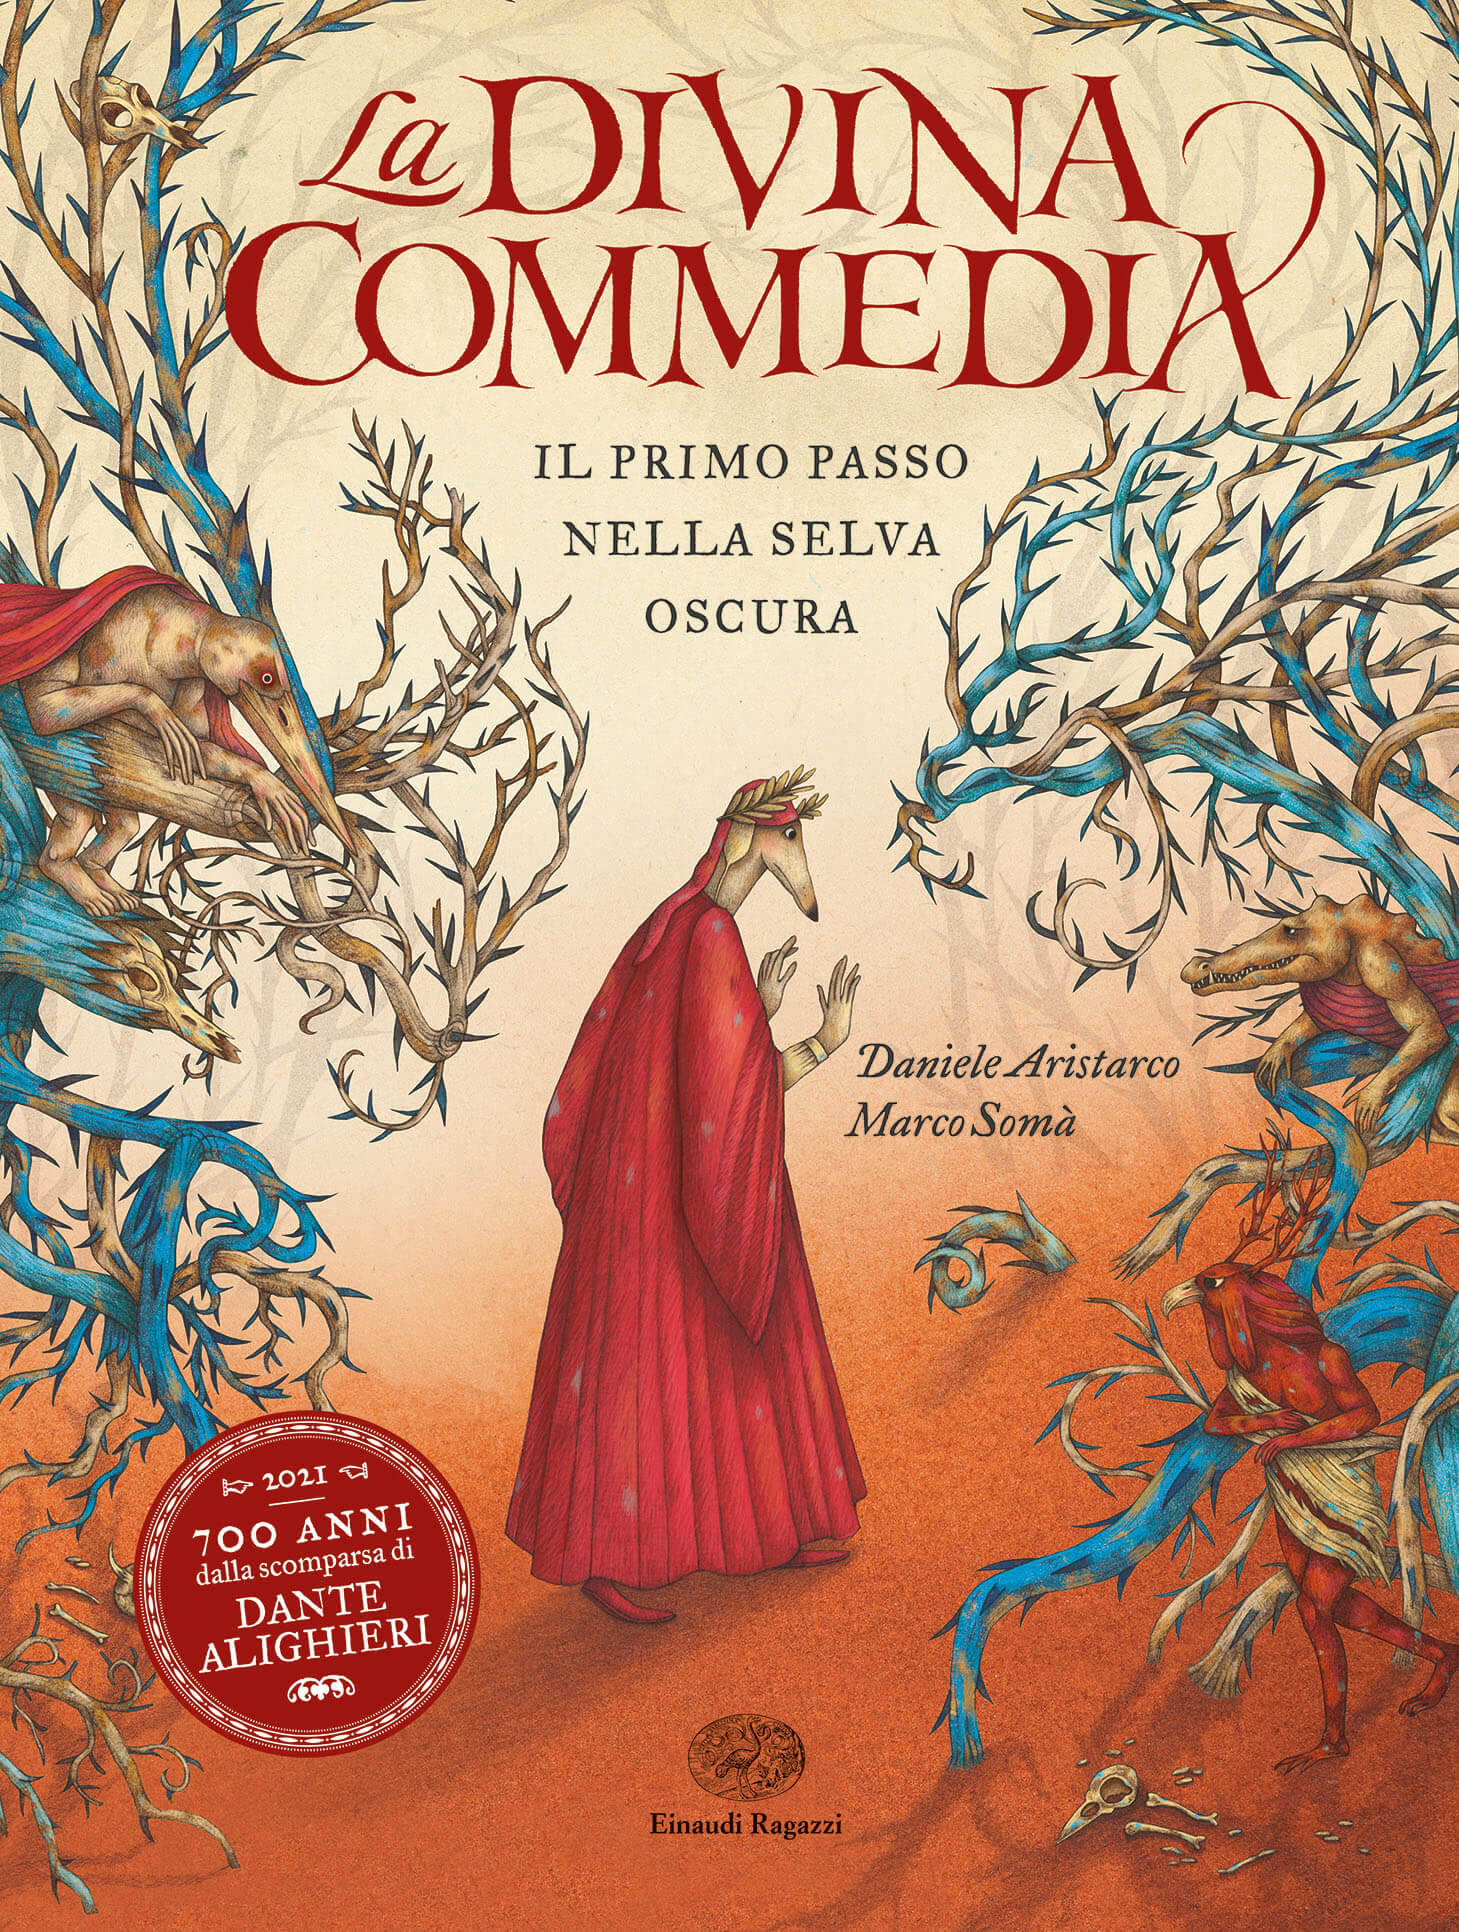 La DIVINA
COMMEDIA
IL PRIMO PASSO
NELLA SELVA
OSCURA
Daniele Aristarco
Marco Somà
2021
700 ANNI
dalla scomparsa di
DANTE
ALIGHIERI
Einaudi Ragazzi